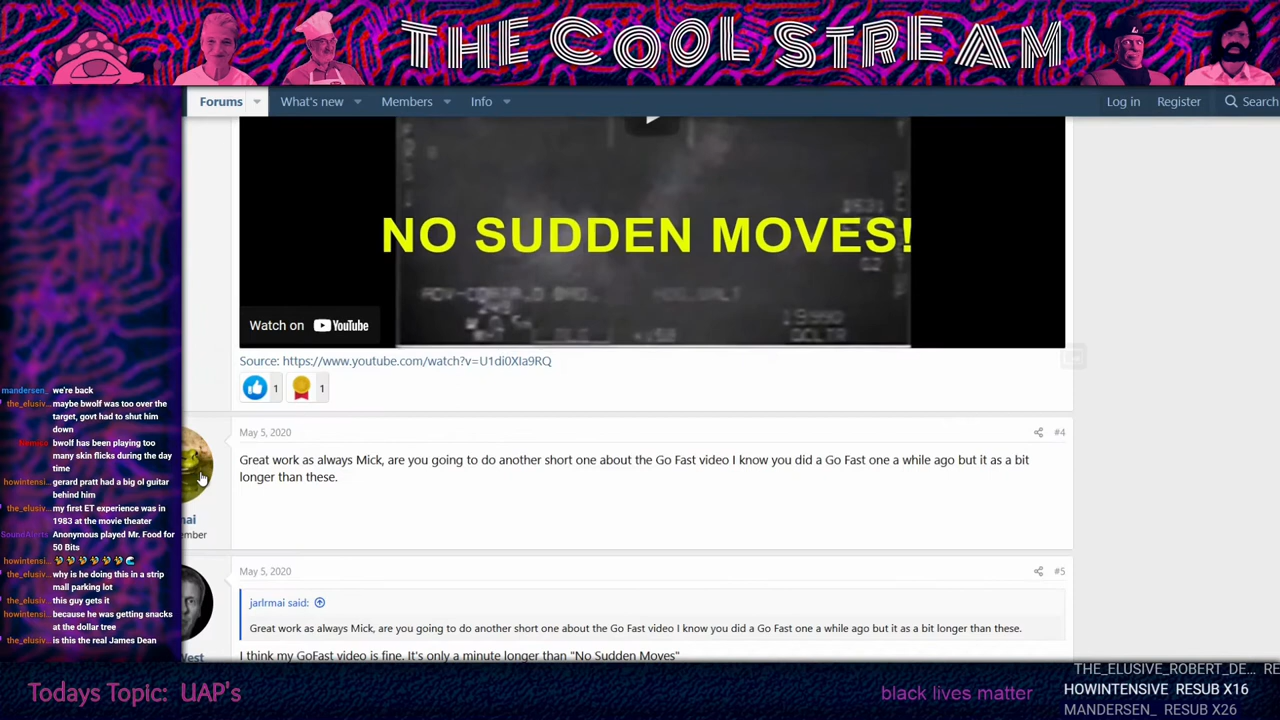 THE COOL STREAM
Forums
What's new
Members
Info
Log in
Register
Search
NO SUDDEN MOVES!
Watch on YouTube
Source: https://www.youtube.com/watch?v=U1di0XIa9RQ
1
1
May 5, 2020
#4
Great work as always Mick, are you going to do another short one about the Go Fast video I know you did a Go Fast one a while ago but it as a bit
longer than these.
mai
mber
May 5, 2020
#5
jarlrmai said:
Great work as always Mick, are you going to do another short one about the Go Fast video I know you did a Go Fast one a while ago but it as a bit longer than these.
I think my GoFast video is fine. It's only a minute longer than "No Sudden Moves"
West
mandersen_ we're back
the_elusiv... maybe bwolf was too over the
target, govt had to shut him
down
bwolf has been playing too
many skin flicks during the day
time
howintensi... gerard pratt had a big ol guitar
behind him
the_elusiv... my first ET experience was in
1983 at the movie theater
SoundAlerts Anonymous played Mr. Food for
50 Bits
howintensi...
the_elusiv... why is he doing this in a strip
mall parking lot
the_elusiv... this guy gets it
howintensi... because he was getting snacks
at the dollar tree
the_elusiv... is this the real James Dean
Todays Topic: UAP's
black lives matter
THE_ELUSIVE_ROBERT_DE... RE
HOWINTENSIVE RESUB X16
MANDERSEN_ RESUB X26